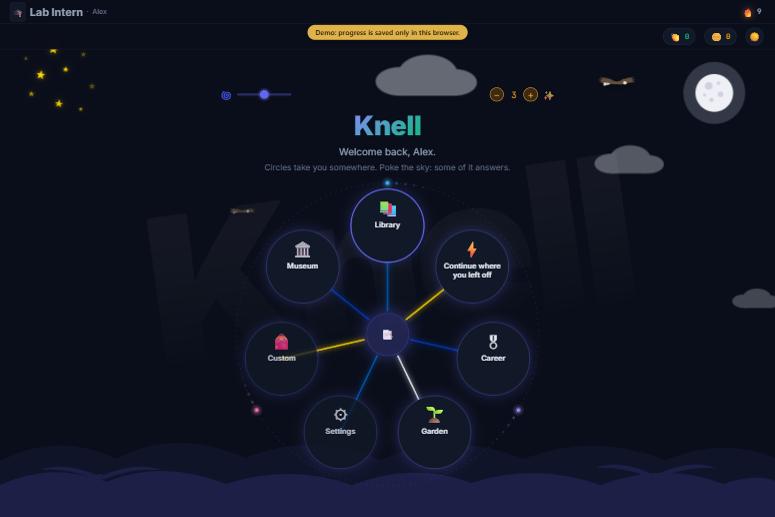 Lab Intern · Alex
9
Demo: progress is saved only in this browser.
0
0
3
Knell
Welcome back, Alex.
Circles take you somewhere. Poke the sky: some of it answers.
Library
Museum
Continue where
you left off
Custom
Career
Settings
Garden
Knell